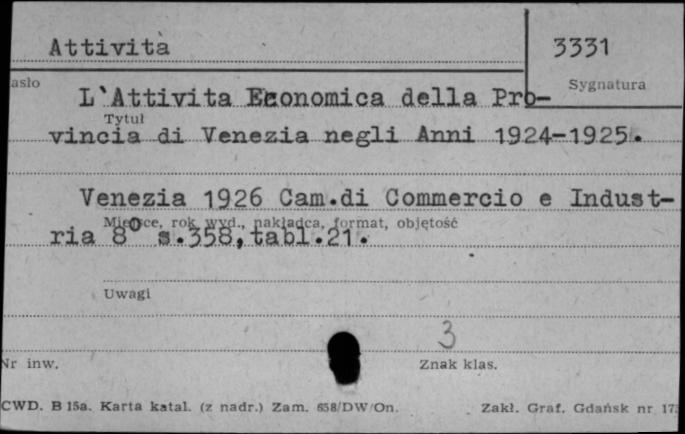 Attività 3331
asło Sygnatura
L'Attivita Economica della Pro-
Tytuł
vincia di Venezia negli Anni 1924-1925.
Venezia 1926 Cam.di Commercio e Indust-
Miejsce, rok wyd., nakładca, format, objętość
ria 8° s.358,tabl.21.
Uwagi
3
Nr inw. Znak klas.
CWD. B 15a. Karta katal. (z nadr.) Zam. 658/DW/On. Zakł. Graf. Gdańsk nr 173